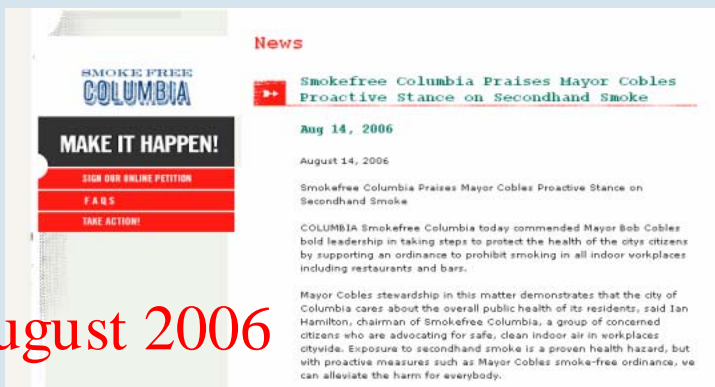 News
SMOKE FREE
COLUMBIA
MAKE IT HAPPEN!
SIGN OUR ONLINE PETITION
FAQS
TAKE ACTION!
Smokefree Columbia Praises Mayor Cobles
Proactive Stance on Secondhand Smoke
Aug 14, 2006
August 14, 2006
Smokefree Columbia Praises Mayor Cobles Proactive Stance on
Secondhand Smoke
COLUMBIA Smokefree Columbia today commended Mayor Bob Cobles
bold leadership in taking steps to protect the health of the citys citizens
by supporting an ordinance to prohibit smoking in all indoor workplaces
including restaurants and bars.
Mayor Cobles stewardship in this matter demonstrates that the city of
Columbia cares about the overall public health of its residents, said Ian
Hamilton, chairman of Smokefree Columbia, a group of concerned
citizens who are advocating for safe, clean indoor air in workplaces
citywide. Exposure to secondhand smoke is a proven health hazard, but
with proactive measures such as Mayor Cobles smoke-free ordinance, we
can alleviate the harm for everybody.
ugust 2006